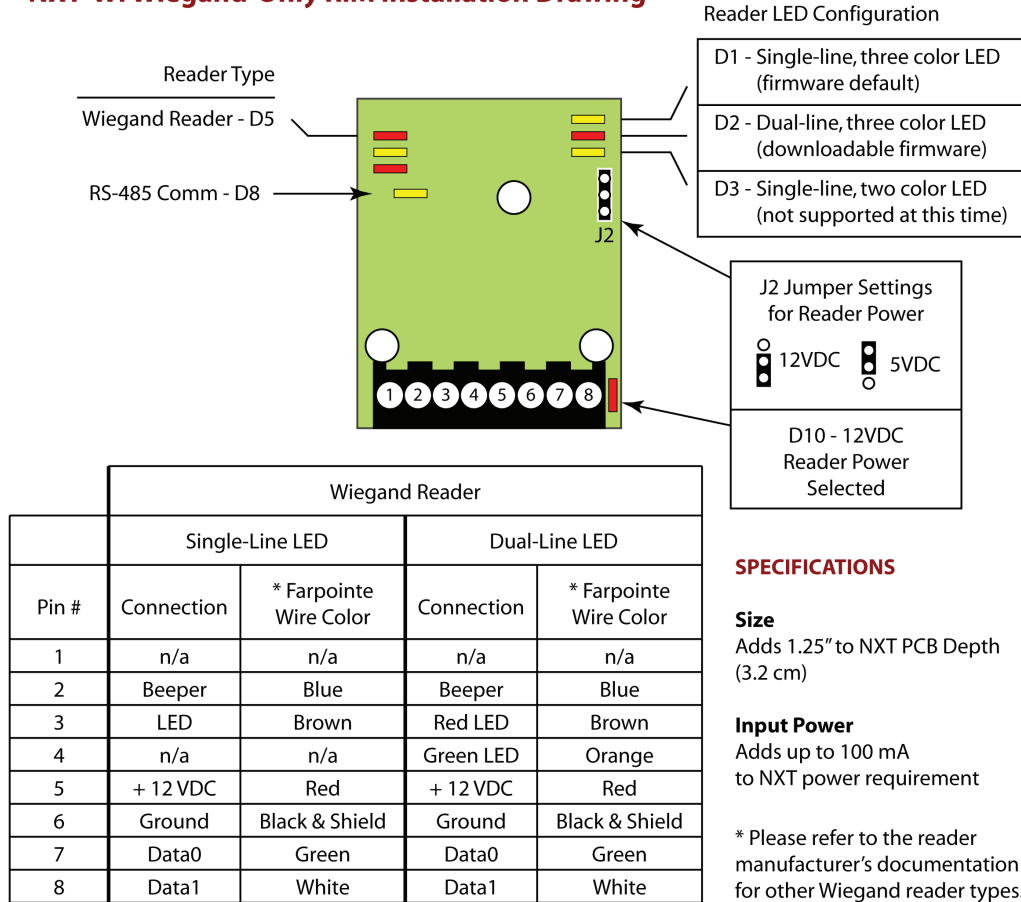 NXT-WI Wiegand-Only RIM Installation Drawing
Reader LED Configuration
D1 - Single-line, three color LED
(firmware default)
D2 - Dual-line, three color LED
(downloadable firmware)
D3 - Single-line, two color LED
(not supported at this time)
Reader Type
Wiegand Reader - D5
RS-485 Comm - D8
J2
J2 Jumper Settings
for Reader Power
12VDC 5VDC
D10 - 12VDC
Reader Power
Selected
1 2 3 4 5 6 7 8
Wiegand Reader
Single-Line LED Dual-Line LED
Pin # Connection * Farpointe Wire Color Connection * Farpointe Wire Color
1 n/a n/a n/a n/a
2 Beeper Blue Beeper Blue
3 LED Brown Red LED Brown
4 n/a n/a Green LED Orange
5 + 12 VDC Red + 12 VDC Red
6 Ground Black & Shield Ground Black & Shield
7 Data0 Green Data0 Green
8 Data1 White Data1 White
SPECIFICATIONS
Size
Adds 1.25" to NXT PCB Depth
(3.2 cm)
Input Power
Adds up to 100 mA
to NXT power requirement
* Please refer to the reader
manufacturer's documentation
for other Wiegand reader types.